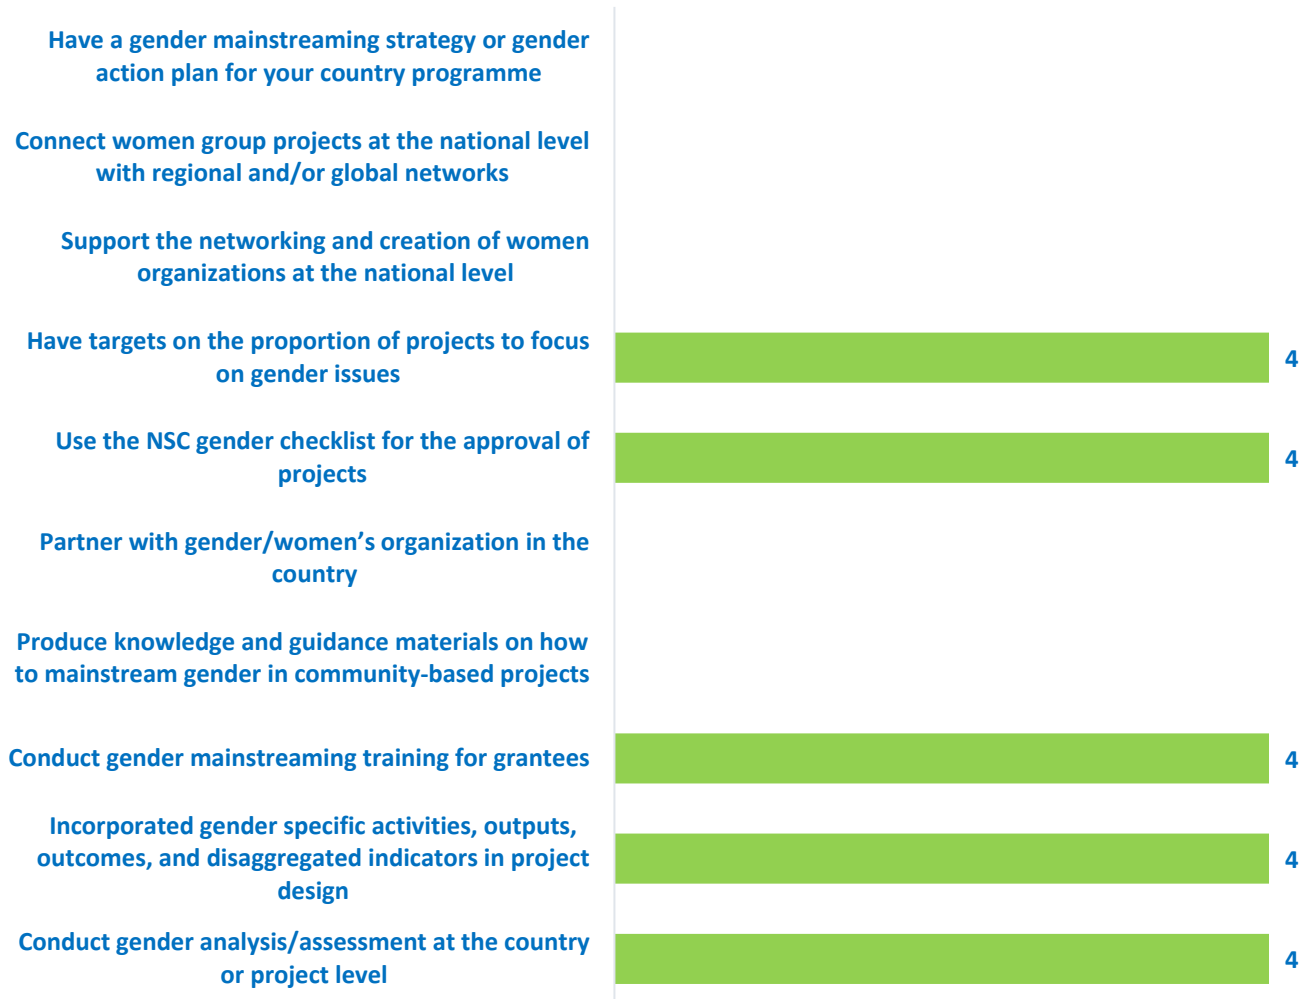 Have a gender mainstreaming strategy or gender
action plan for your country programme
Connect women group projects at the national level
with regional and/or global networks
Support the networking and creation of women
organizations at the national level
Have targets on the proportion of projects to focus
on gender issues
4
Use the NSC gender checklist for the approval of
projects
4
Partner with gender/women’s organization in the
country
Produce knowledge and guidance materials on how
to mainstream gender in community-based projects
Conduct gender mainstreaming training for grantees
4
Incorporated gender specific activities, outputs,
outcomes, and disaggregated indicators in project
design
4
Conduct gender analysis/assessment at the country
or project level
4